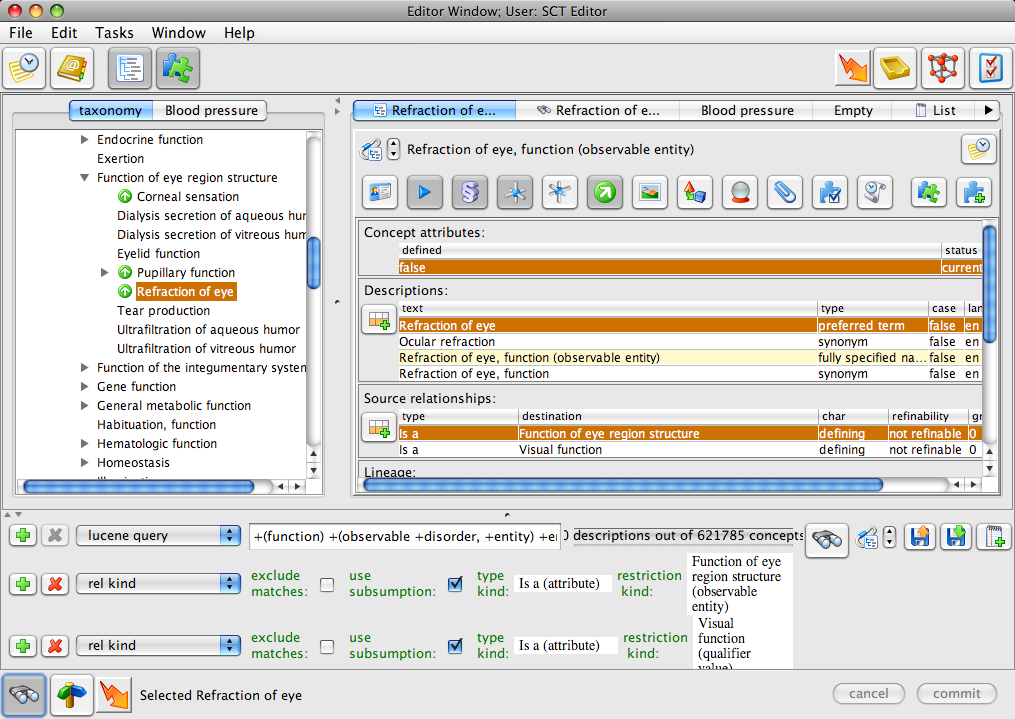 Editor Window; User: SCT Editor
File Edit Tasks Window Help
taxonomy Blood pressure
Endocrine function
Exertion
Function of eye region structure
Corneal sensation
Dialysis secretion of aqueous hur
Dialysis secretion of vitreous hum
Eyelid function
Pupillary function
Refraction of eye
Tear production
Ultrafiltration of aqueous humor
Ultrafiltration of vitreous humor
Function of the integumentary system
Gene function
General metabolic function
Habituation, function
Hematologic function
Homeostasis
Refraction of e... Refraction of e... Blood pressure Empty List
Refraction of eye, function (observable entity)
Concept attributes:
defined status
false current
Descriptions:
text type case lan
Refraction of eye preferred term false en
Ocular refraction synonym false en
Refraction of eye, function (observable entity) fully specified na... false en
Refraction of eye, function synonym false en
Source relationships:
type destination char refinability gr
Is a Function of eye region structure defining not refinable 0
Is a Visual function defining not refinable 0
Lineage:
lucene query +(function) +(observable +disorder, +entity) +er 0 descriptions out of 621785 concepts
rel kind exclude matches: use subsumption: type kind: Is a (attribute) restriction kind: Function of eye region structure (observable entity)
rel kind exclude matches: use subsumption: type kind: Is a (attribute) restriction kind: Visual function (qualifier value)
Selected Refraction of eye
cancel commit